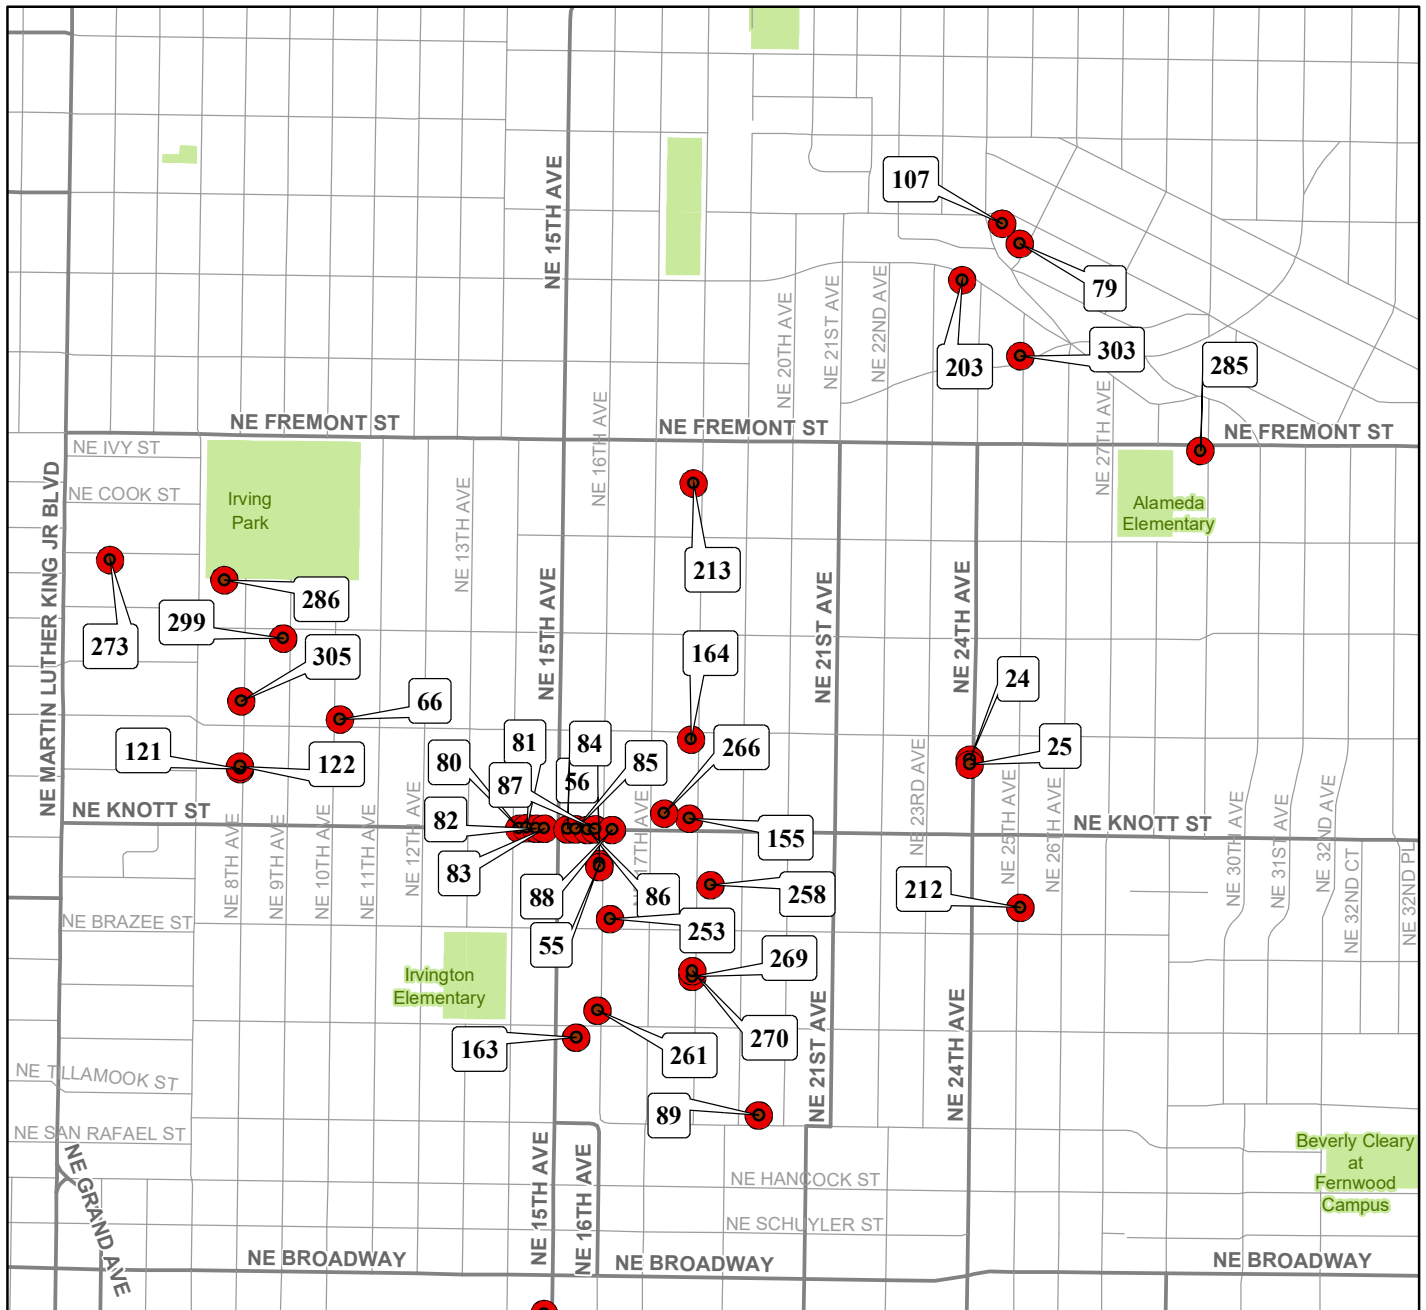 107
NE 15TH AVE
79
NE 20TH AVE
NE 21ST AVE
NE 22ND AVE
203
303
285
NE 16TH AVE
NE 27TH AVE
NE FREMONT ST
NE FREMONT ST
NE FREMONT ST
NE IVY ST
NE COOK ST
Irving
Park
Alameda
Elementary
NE MARTIN LUTHER KING JR BLVD
NE 13TH AVE
213
273
286
299
305
NE 15TH AVE
NE 21ST AVE
NE 24TH AVE
164
24
66
25
121
122
80
81
84
87
56
85
266
NE KNOTT ST
NE KNOTT ST
82
83
88
86
155
NE 8TH AVE
NE 9TH AVE
NE 10TH AVE
NE 11TH AVE
NE 12TH AVE
NE 23RD AVE
NE 25TH AVE
NE 26TH AVE
NE 30TH AVE
NE 31ST AVE
NE 32ND AVE
NE 32ND CT
NE 32ND PL
258
212
NE BRAZEE ST
55
253
269
Irvington
Elementary
270
163
261
NE 21ST AVE
NE 24TH AVE
NE TILLAMOOK ST
89
NE SAN RAFAEL ST
Beverly Cleary
at
Fernwood
Campus
NE GRAND AVE
NE 15TH AVE
NE 16TH AVE
NE HANCOCK ST
NE SCHUYLER ST
NE BROADWAY
NE BROADWAY
NE BROADWAY